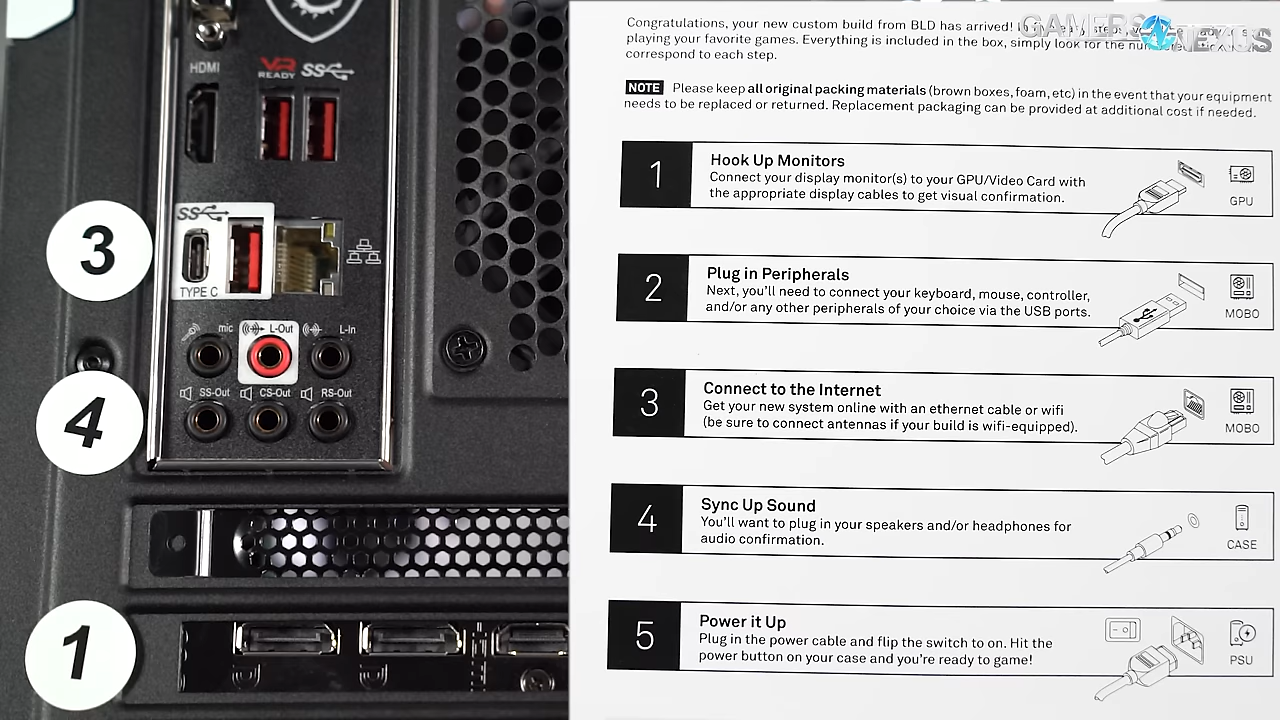 HDMI
VR
READY
SS
3
SS
TYPE C
mic
L-Out
L-In
SS-Out
CS-Out
RS-Out
4
1
GAMERS NEXUS
Congratulations, your new custom build from BLD has arrived!
playing your favorite games. Everything is included in the box, simply look for the
correspond to each step.
NOTE Please keep all original packing materials (brown boxes, foam, etc) in the event that your equipment
needs to be replaced or returned. Replacement packaging can be provided at additional cost if needed.
1
Hook Up Monitors
Connect your display monitor(s) to your GPU/Video Card with
the appropriate display cables to get visual confirmation.
GPU
2
Plug in Peripherals
Next, you'll need to connect your keyboard, mouse, controller,
and/or any other peripherals of your choice via the USB ports.
MOBO
3
Connect to the Internet
Get your new system online with an ethernet cable or wifi
(be sure to connect antennas if your build is wifi-equipped).
MOBO
4
Sync Up Sound
You'll want to plug in your speakers and/or headphones for
audio confirmation.
CASE
5
Power it Up
Plug in the power cable and flip the switch to on. Hit the
power button on your case and you're ready to game!
PSU